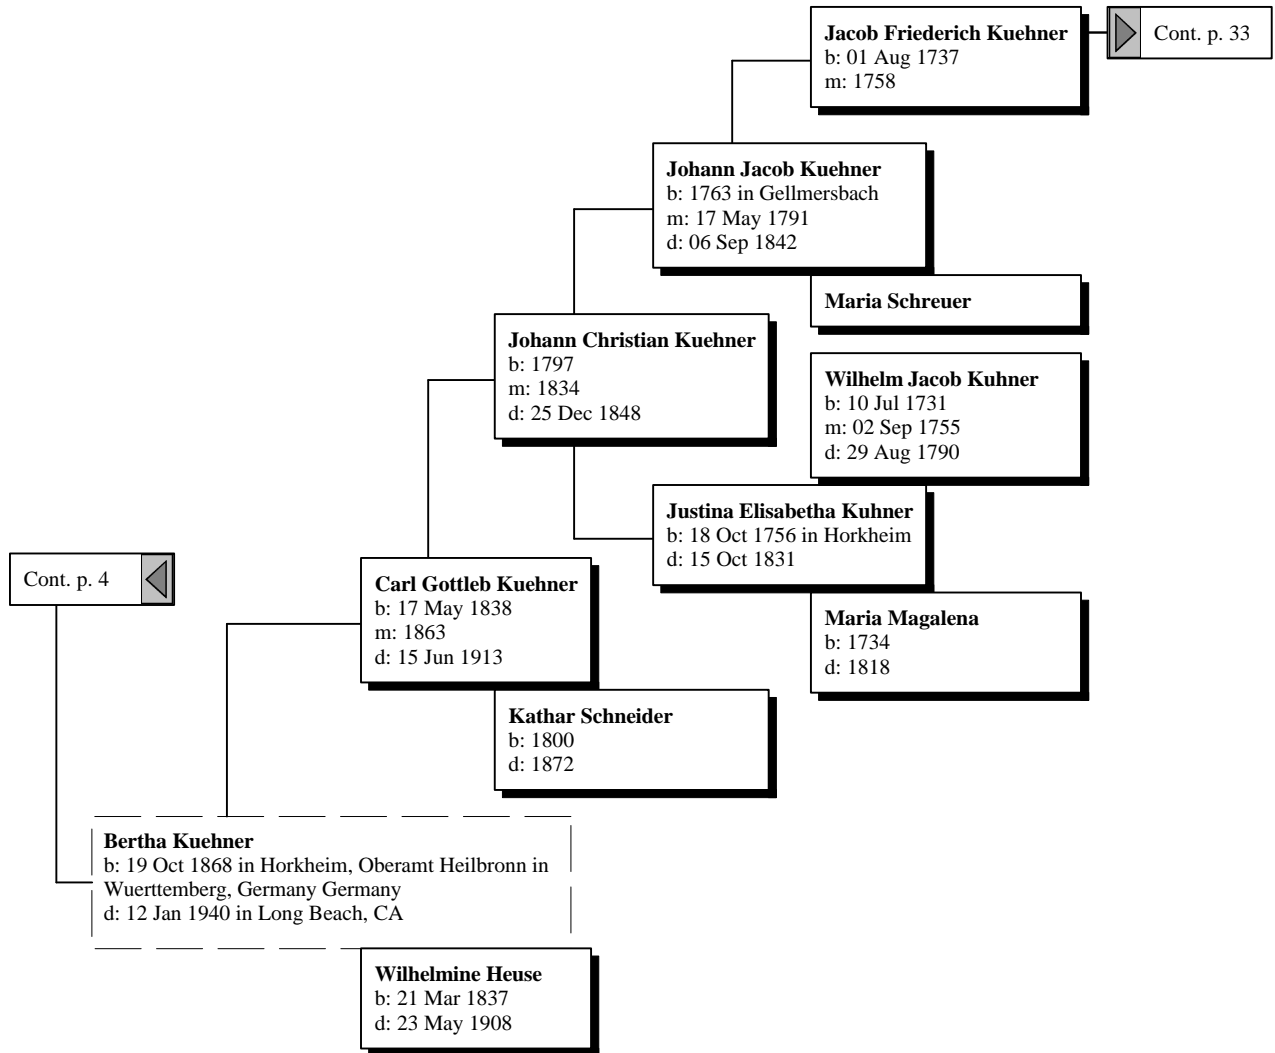 Jacob Friederich Kuehner
b: 01 Aug 1737
m: 1758
Cont. p. 33
Johann Jacob Kuehner
b: 1763 in Gellmersbach
m: 17 May 1791
d: 06 Sep 1842
Maria Schreuer
Johann Christian Kuehner
b: 1797
m: 1834
d: 25 Dec 1848
Wilhelm Jacob Kuhner
b: 10 Jul 1731
m: 02 Sep 1755
d: 29 Aug 1790
Justina Elisabetha Kuhner
b: 18 Oct 1756 in Horkheim
d: 15 Oct 1831
Cont. p. 4
Carl Gottleb Kuehner
b: 17 May 1838
m: 1863
d: 15 Jun 1913
Maria Magalena
b: 1734
d: 1818
Kathar Schneider
b: 1800
d: 1872
Bertha Kuehner
b: 19 Oct 1868 in Horkheim, Oberamt Heilbronn in
Wuerttemberg, Germany Germany
d: 12 Jan 1940 in Long Beach, CA
Wilhelmine Heuse
b: 21 Mar 1837
d: 23 May 1908